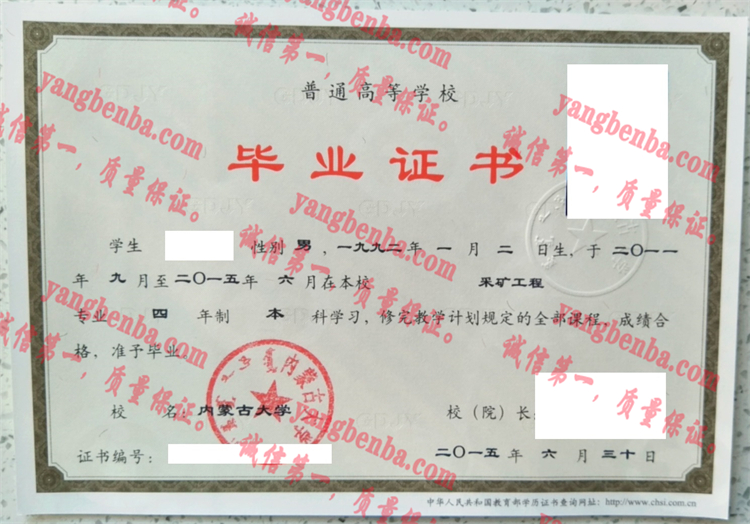 诚信第一，质量保证。
yangbenba.com
普通高等学校
毕业证书
学生 性别 男，一九九二年 一 月 二 日生，于 二〇一一
年 九 月至二〇一五年 六 月在本校 采矿工程
专业 四 年制 本 科学习，修完教学计划规定的全部课程，成绩合
格，准予毕业。
校 名：内蒙古大学 校（院）长：
内蒙古大学
证书编号： 二〇一五年 六 月 三十 日
中华人民共和国教育部学历证书查询网址：http://www.chsi.com.cn